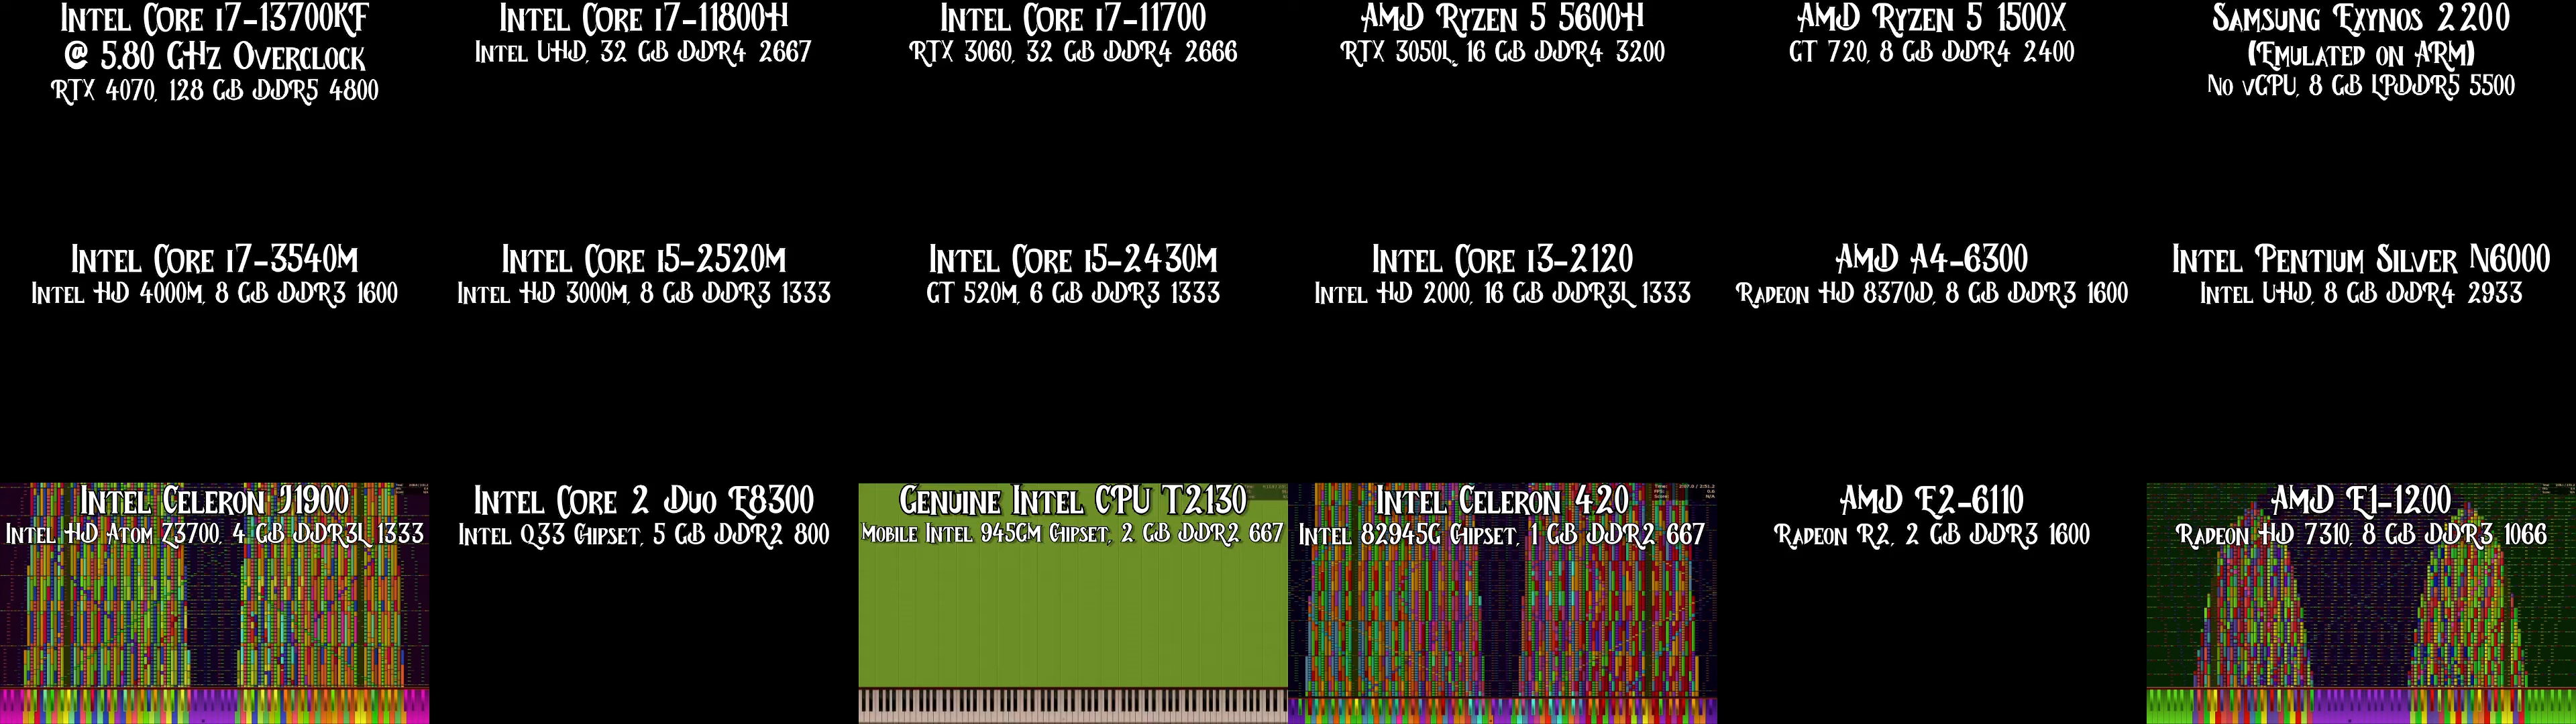 Intel Core i7-13700KF
@ 5.80 GHz Overclock
RTX 4070, 128 GB DDR5 4800
Intel Core i7-11800H
Intel UHD, 32 GB DDR4 2667
Intel Core i7-11700
RTX 3060, 32 GB DDR4 2666
AMD Ryzen 5 5600H
RTX 3050L, 16 GB DDR4 3200
AMD Ryzen 5 1500X
GT 720, 8 GB DDR4 2400
Samsung Exynos 2200
(Emulated on ARM)
No vGPU, 8 GB LPDDR5 5500
Intel Core i7-3540M
Intel HD 4000M, 8 GB DDR3 1600
Intel Core i5-2520M
Intel HD 3000M, 8 GB DDR3 1333
Intel Core i5-2430M
GT 520M, 6 GB DDR3 1333
Intel Core i3-2120
Intel HD 2000, 16 GB DDR3L 1333
AMD A4-6300
Radeon HD 8370D, 8 GB DDR3 1600
Intel Pentium Silver N6000
Intel UHD, 8 GB DDR4 2933
Intel Celeron J1900
Intel HD Atom Z3700, 4 GB DDR3L 1333
Intel Core 2 Duo E8300
Intel Q33 Chipset, 5 GB DDR2 800
Genuine Intel CPU T2130
Mobile Intel 945GM Chipset, 2 GB DDR2 667
Intel Celeron 420
Intel 82945G Chipset, 1 GB DDR2 667
AMD E2-6110
Radeon R2, 2 GB DDR3 1600
AMD E1-1200
Radeon HD 7310, 8 GB DDR3 1066